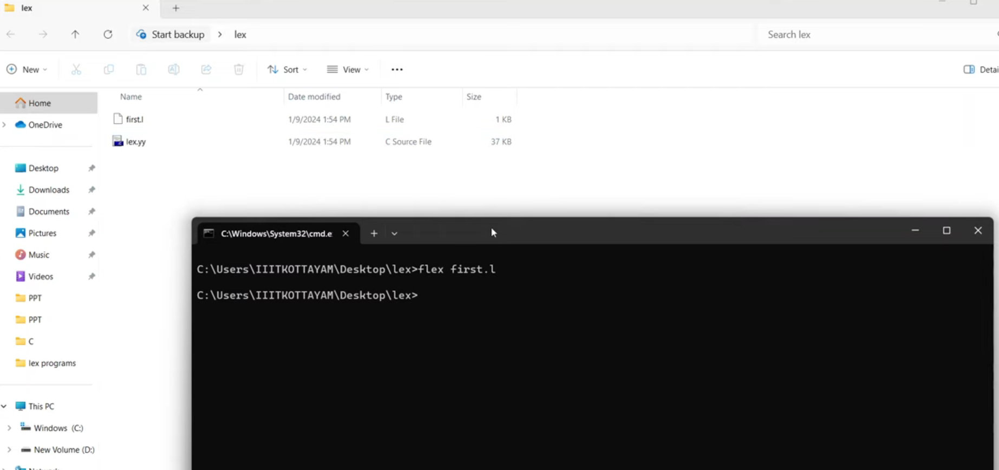 lex
Start backup > lex
Search lex
New
Sort
View
Name
Date modified
Type
Size
Home
first.l
1/9/2024 1:54 PM
L File
1 KB
OneDrive
lex.yy
1/9/2024 1:54 PM
C Source File
37 KB
Desktop
Downloads
Documents
Pictures
Music
Videos
PPT
PPT
C
lex programs
This PC
Windows (C:)
New Volume (D:)
C:\Windows\System32\cmd.e
C:\Users\IIITKOTTAYAM\Desktop\lex>flex first.l
C:\Users\IIITKOTTAYAM\Desktop\lex>